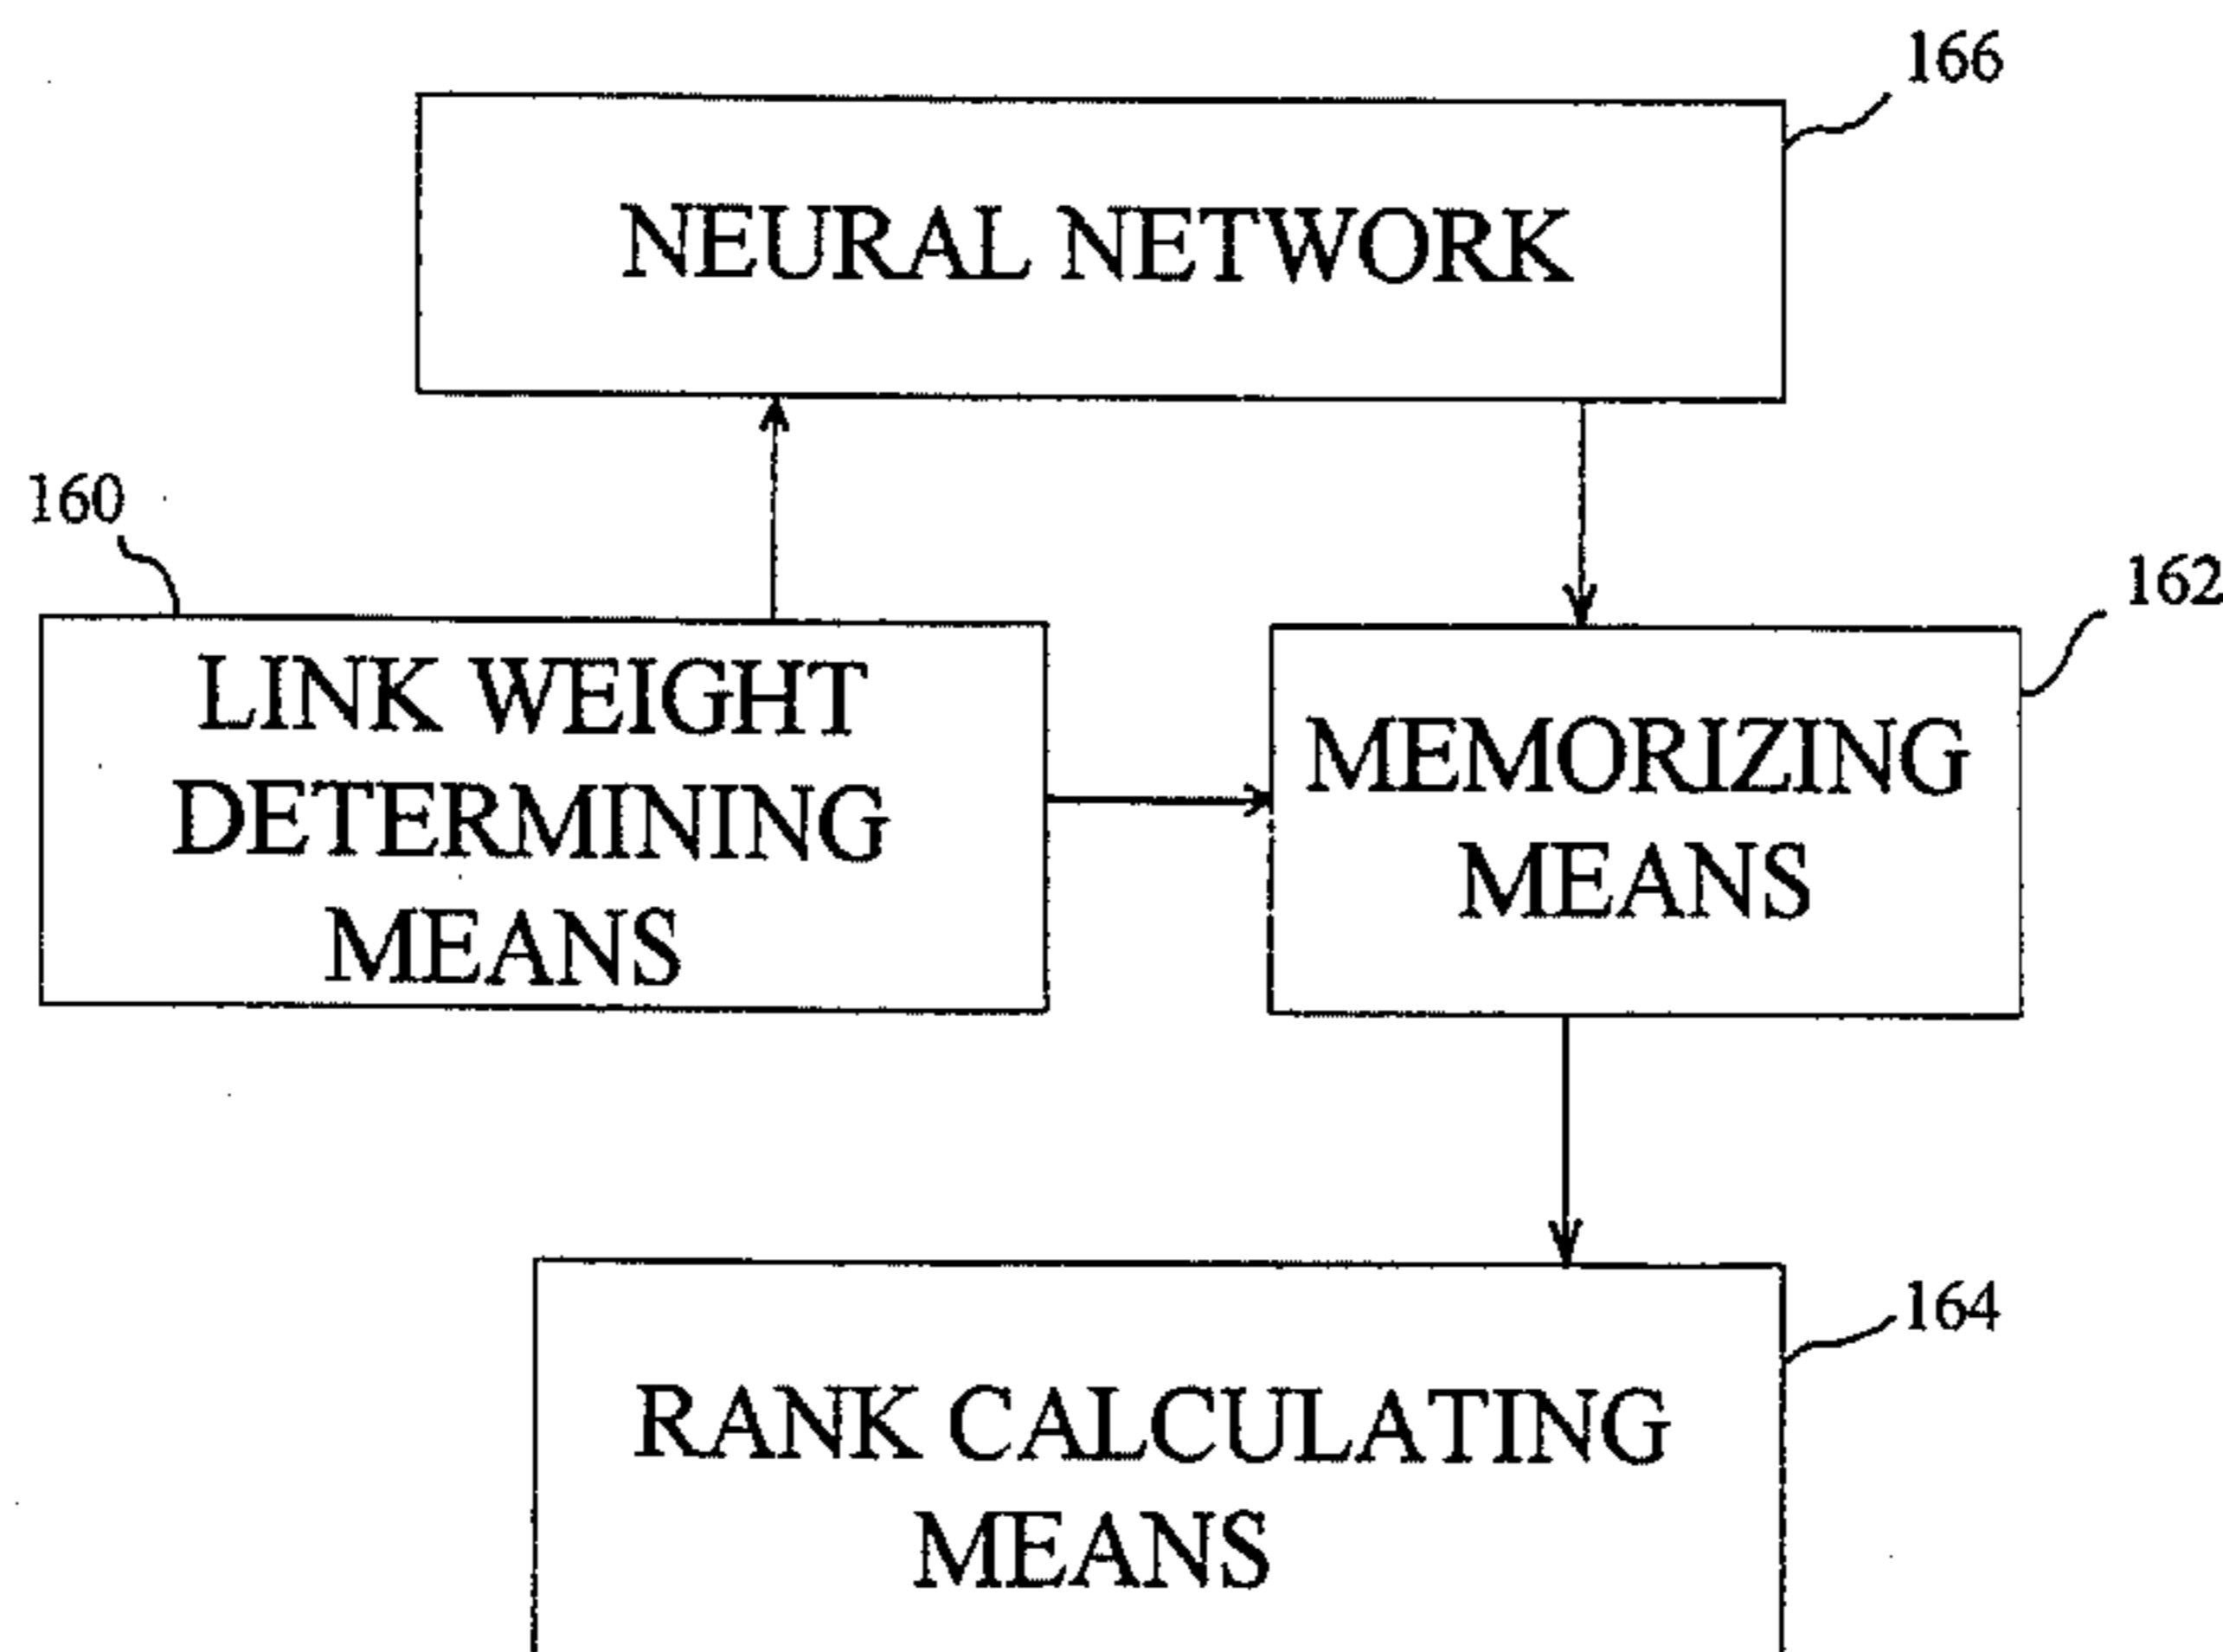 166
NEURAL NETWORK
160
162
LINK WEIGHT
DETERMINING
MEANS
MEMORIZING
MEANS
164
RANK CALCULATING
MEANS